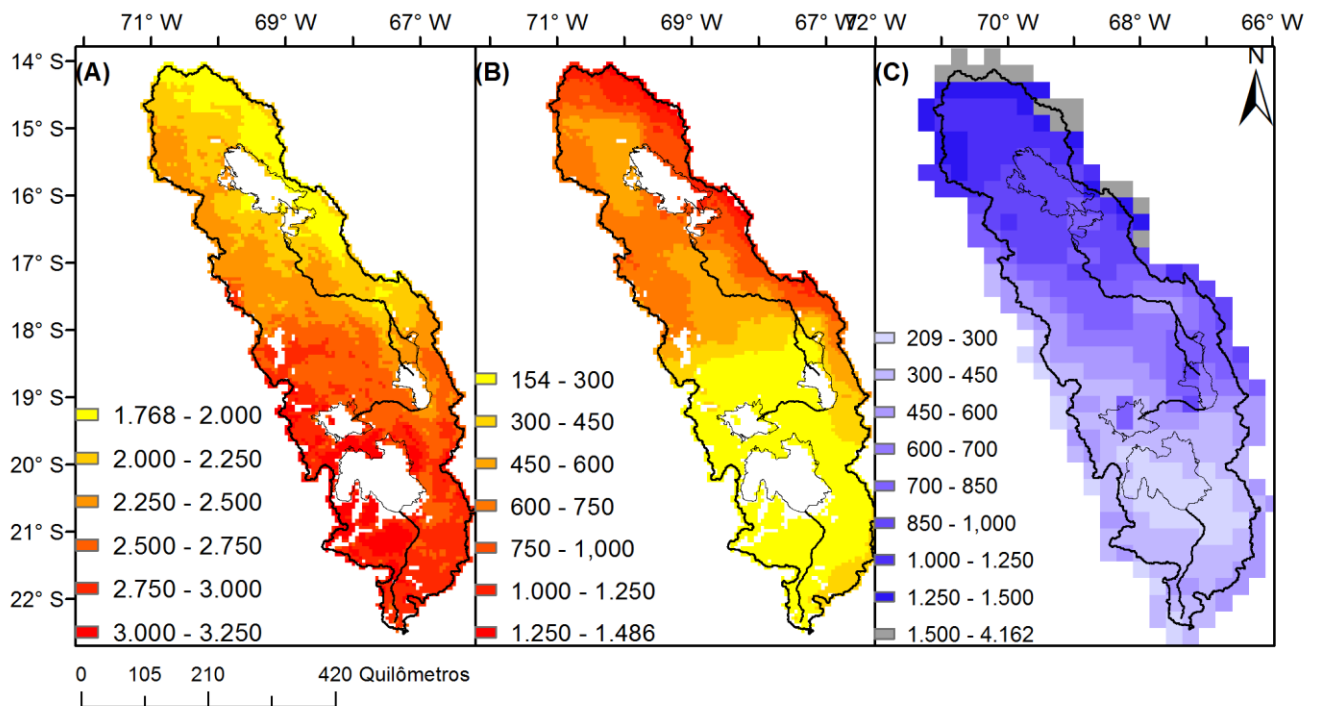 71 W 69 W 67 W 71 W 69 W 67 W 72 W 70 W 68 W 66 W
14° S
15° S
16° S
17° S
18° S
19° S
20° S
21° S
22° S
(A)
1.768 - 2.000
2.000 - 2.250
2.250 - 2.500
2.500 - 2.750
2.750 - 3.000
3.000 - 3.250
(B)
154 - 300
300 - 450
450 - 600
600 - 750
750 - 1,000
1.000 - 1.250
1.250 - 1.486
(C)
N
209 - 300
300 - 450
450 - 600
600 - 700
700 - 850
850 - 1,000
1.000 - 1.250
1.250 - 1.500
1.500 - 4.162
0 105 210 420 Quilômetros